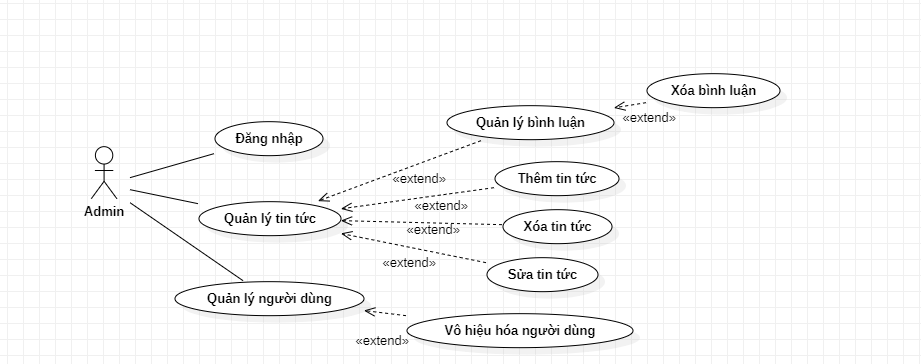 Xóa bình luận
«extend»
Quản lý bình luận
Đăng nhập
«extend»
Thêm tin tức
«extend»
Admin
Quản lý tin tức
Xóa tin tức
«extend»
«extend»
Sửa tin tức
Quản lý người dùng
Vô hiệu hóa người dùng
«extend»